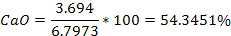 CaO = 3.694 / 6.7973 * 100 = 54.3451%